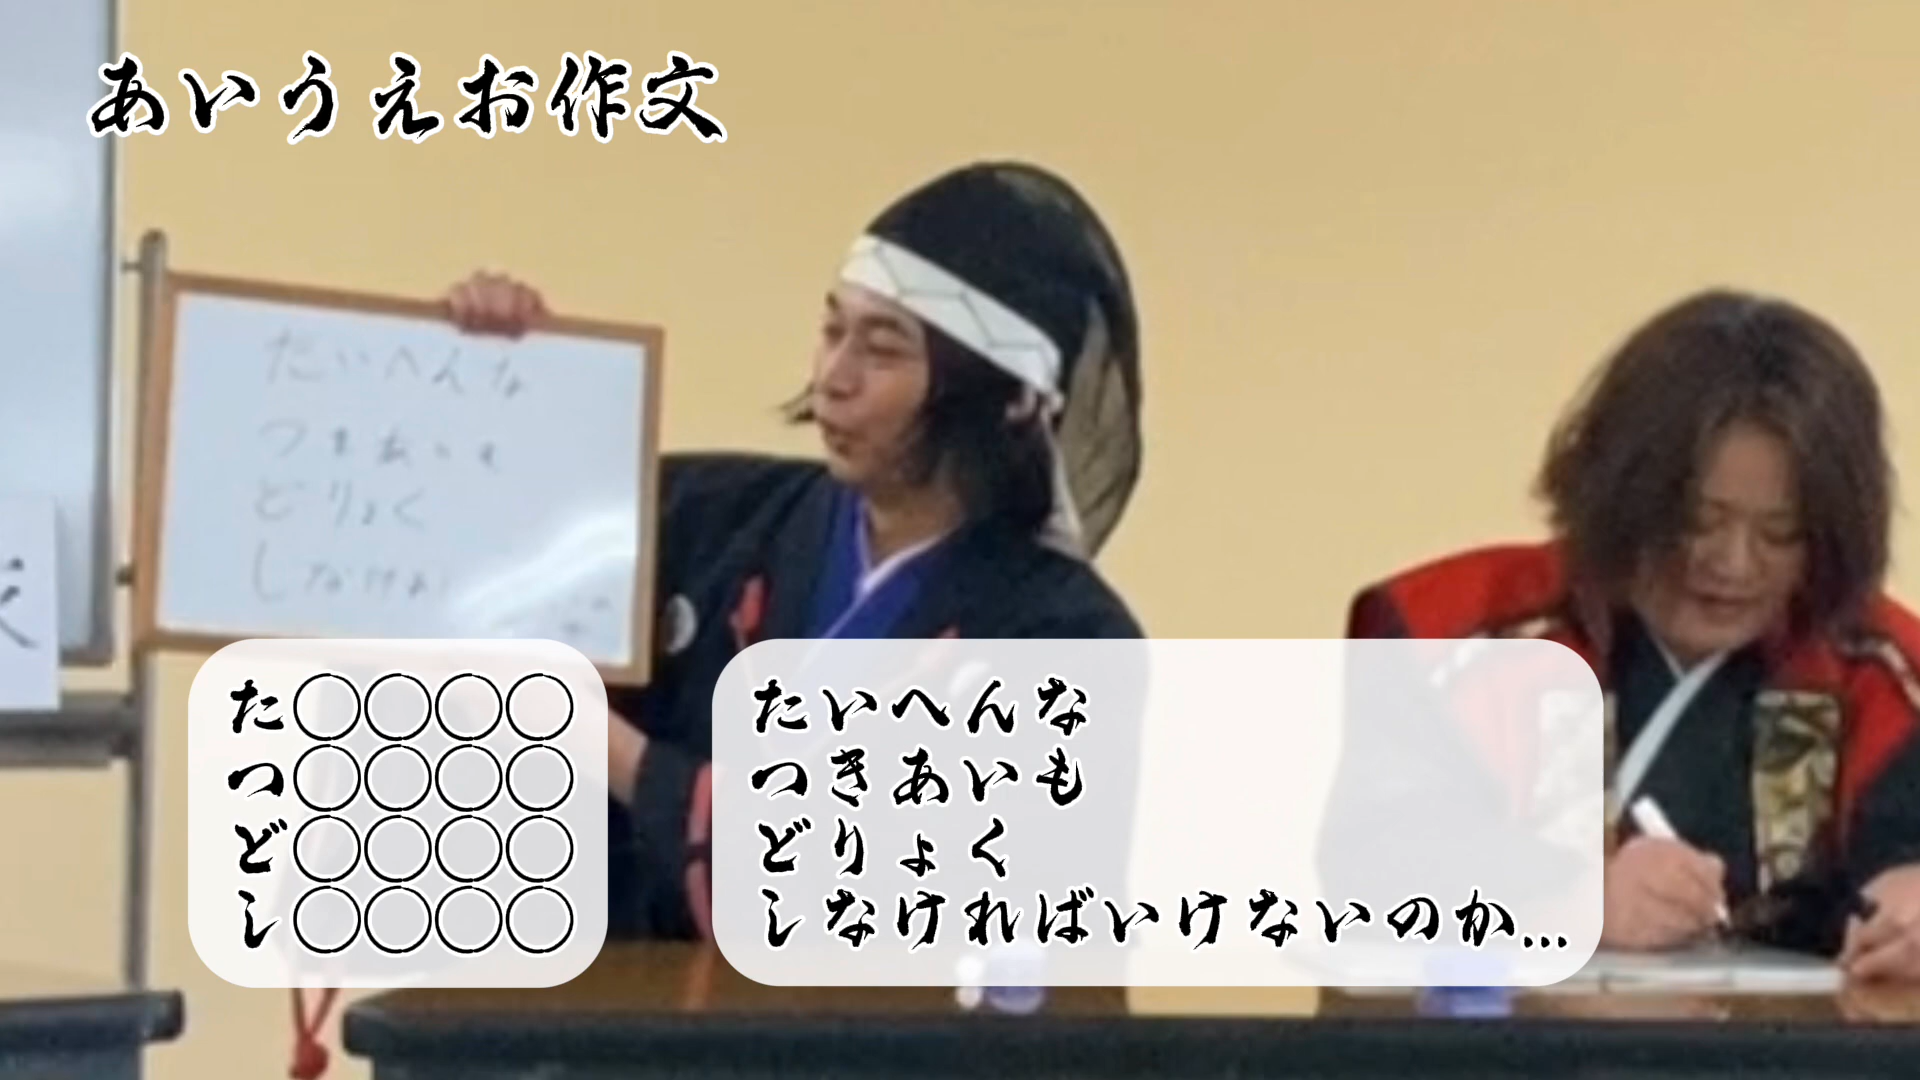 あいうえお作文
たいへんな
つきあいも
どりょく
しなけれ
た○○○○
つ○○○○
ど○○○○
し○○○○
たいへんな
つきあいも
どりょく
しなければいけないのか...